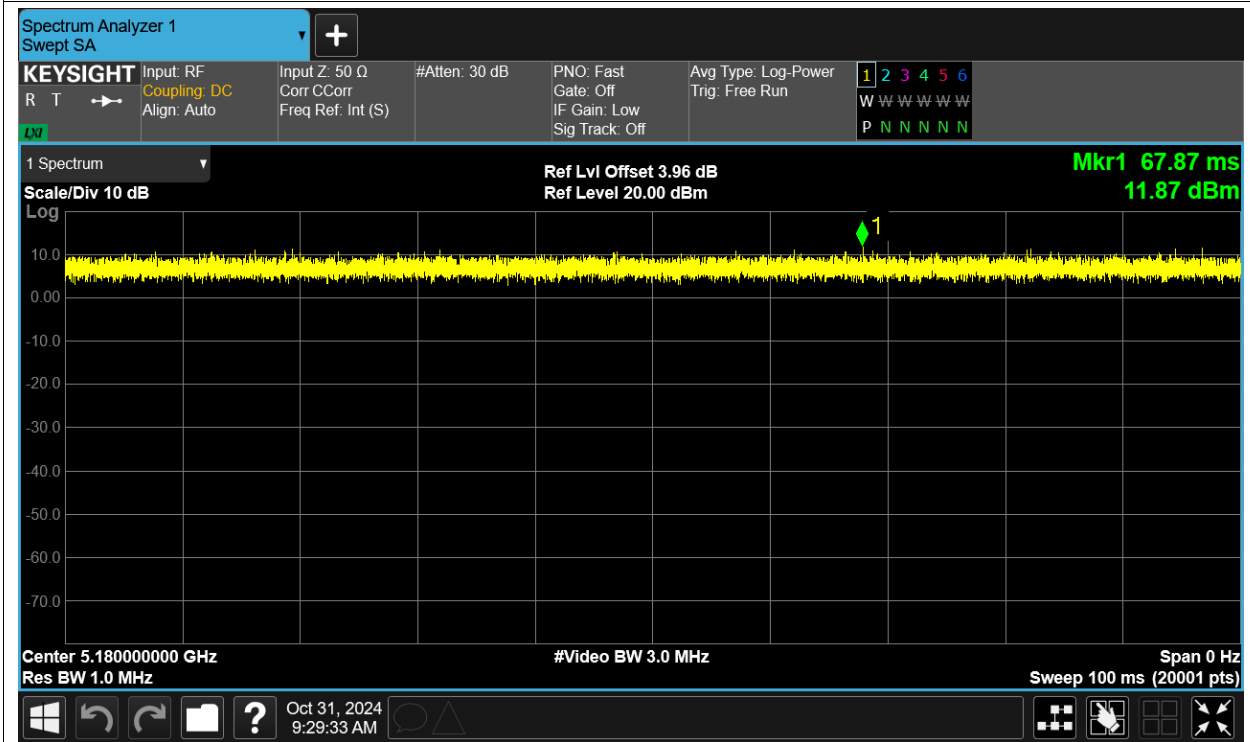 Spectrum Analyzer 1
Swept SA
+
KEYSIGHT
R T
LXI
Input: RF
Coupling: DC
Align: Auto
Input Z: 50 Ω
Corr CCorr
Freq Ref: Int (S)
#Atten: 30 dB
PNO: Fast
Gate: Off
IF Gain: Low
Sig Track: Off
Avg Type: Log-Power
Trig: Free Run
1 2 3 4 5 6
W W W W W W
P N N N N N
1 Spectrum
Scale/Div 10 dB
Log
Ref Lvl Offset 3.96 dB
Ref Level 20.00 dBm
Mkr1 67.87 ms
11.87 dBm
1
10.0
0.00
-10.0
-20.0
-30.0
-40.0
-50.0
-60.0
-70.0
Center 5.180000000 GHz
Res BW 1.0 MHz
#Video BW 3.0 MHz
Span 0 Hz
Sweep 100 ms (20001 pts)
?
Oct 31, 2024
9:29:33 AM